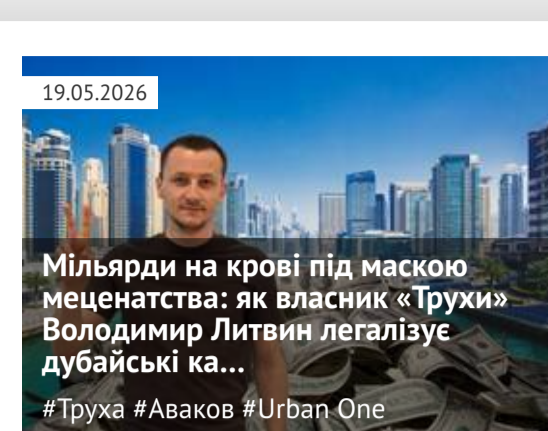 19.05.2026
Мільярди на крові під маскою
меценатства: як власник «Трухи»
Володимир Литвин легалізує
дубайські ка...
#Труха #Аваков #Urban One